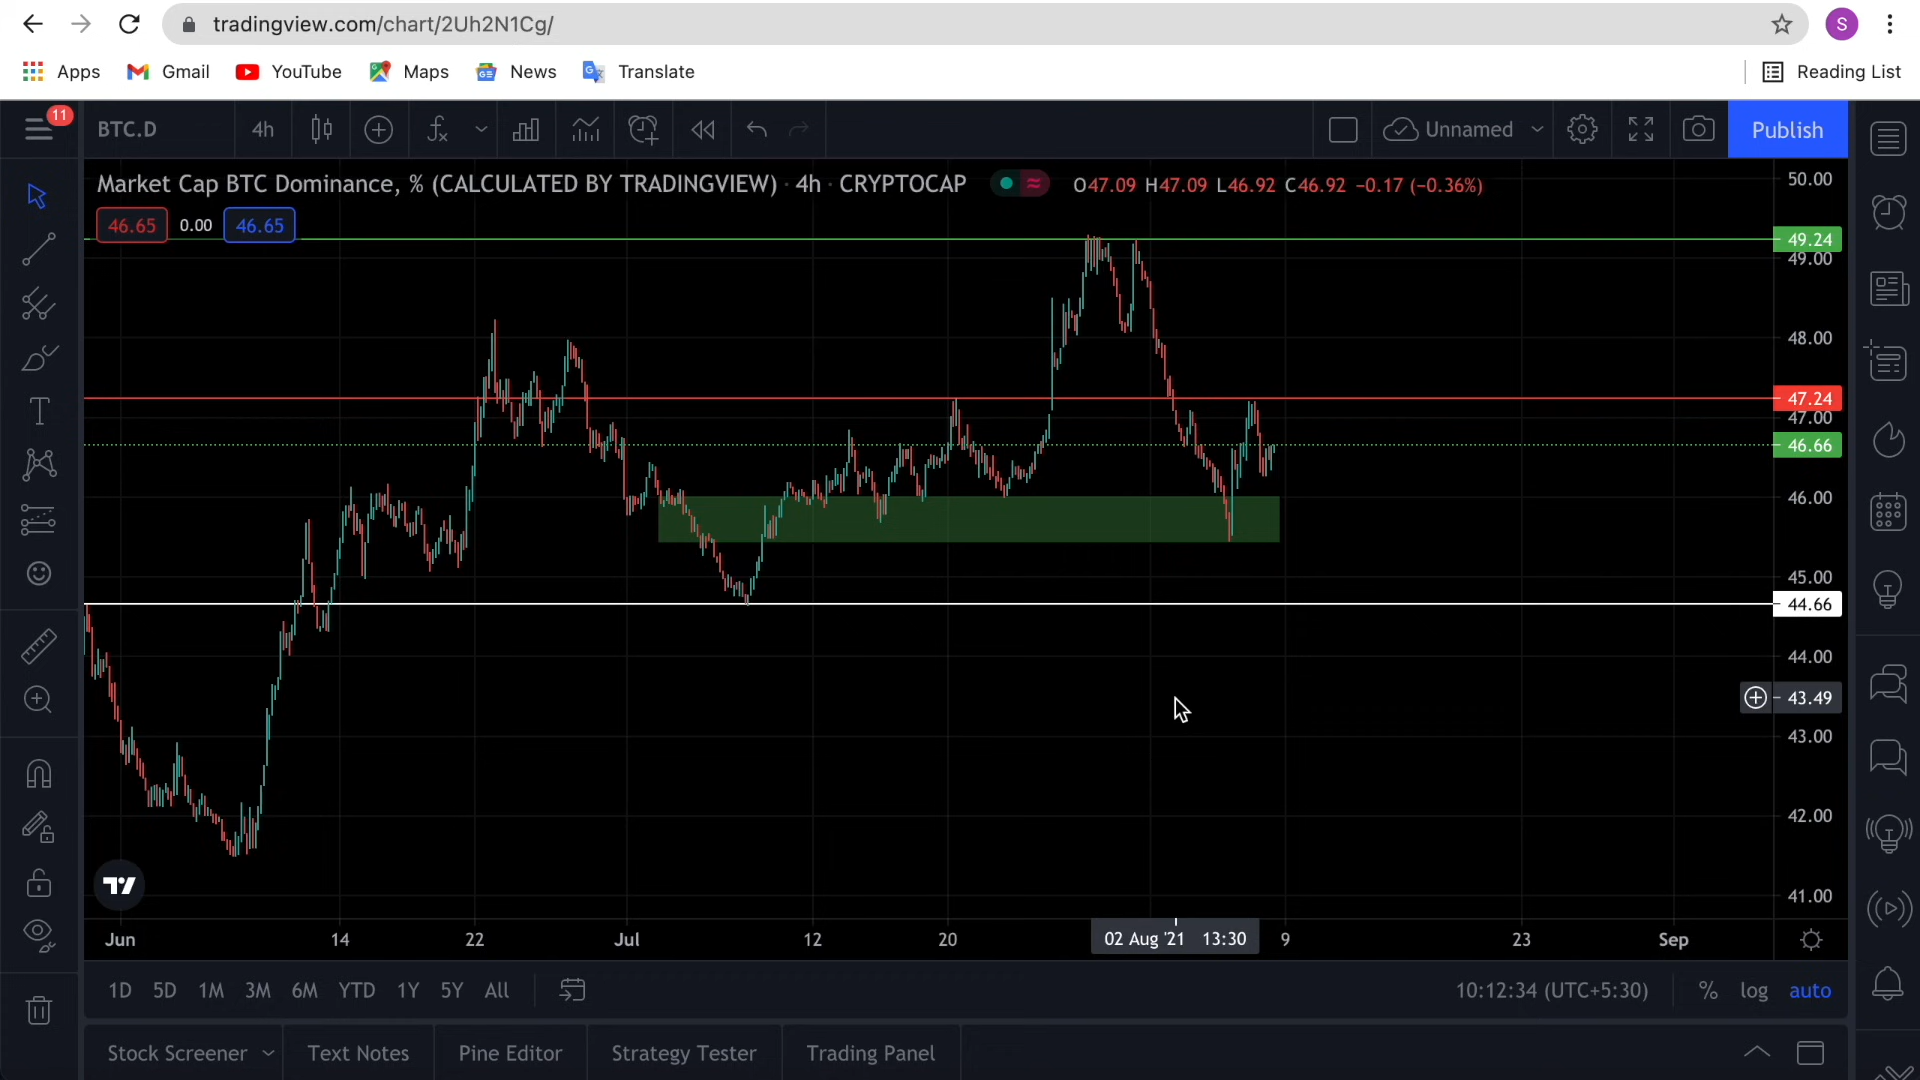 tradingview.com/chart/2Uh2N1Cg/
S
Apps Gmail YouTube Maps News Translate Reading List
11
BTC.D 4h Unnamed Publish
Market Cap BTC Dominance, % (CALCULATED BY TRADINGVIEW) · 4h · CRYPTOCAP O47.09 H47.09 L46.92 C46.92 −0.17 (−0.36%)
46.65 0.00 46.65
50.00
49.24
49.00
48.00
47.24
47.00
46.66
46.00
45.00
44.66
44.00
43.49
43.00
42.00
41.00
Jun 14 22 Jul 12 20 02 Aug '21 13:30 9 23 Sep
1D 5D 1M 3M 6M YTD 1Y 5Y All 10:12:34 (UTC+5:30) % log auto
Stock Screener Text Notes Pine Editor Strategy Tester Trading Panel